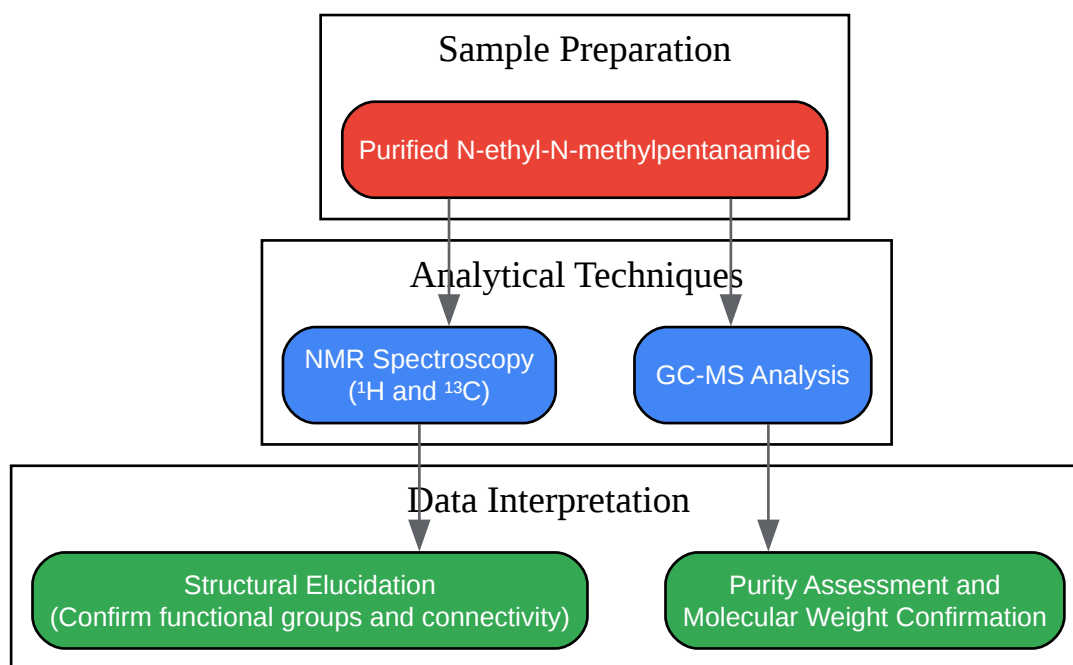 Sample Preparation
Purified N-ethyl-N-methylpentanamide
Analytical Techniques
NMR Spectroscopy
(¹H and ¹³C)
GC-MS Analysis
Data Interpretation
Structural Elucidation
(Confirm functional groups and connectivity)
Purity Assessment and
Molecular Weight Confirmation